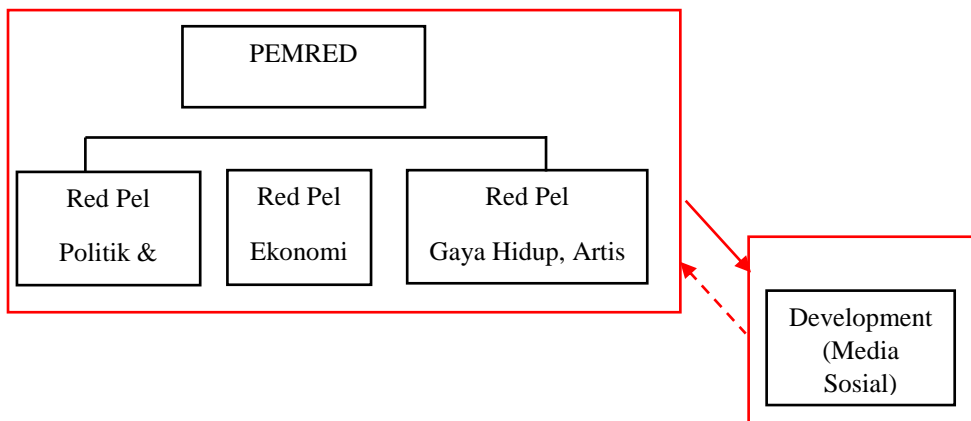 PEMRED
Red Pel
Politik &
Red Pel
Ekonomi
Red Pel
Gaya Hidup, Artis
Development
(Media
Sosial)